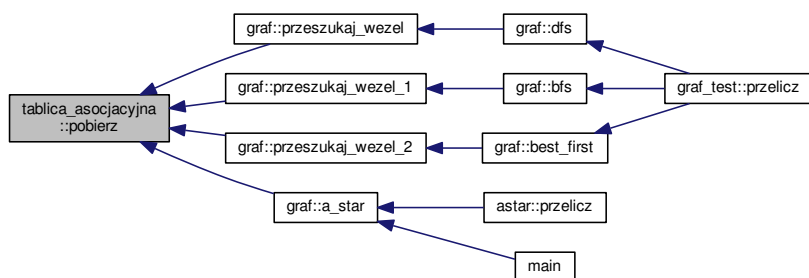 graf::przeszukaj_wezel
graf::dfs
graf::przeszukaj_wezel_1
graf::bfs
graf_test::przelicz
tablica_asocjacyjna
::pobierz
graf::przeszukaj_wezel_2
graf::best_first
graf::a_star
astar::przelicz
main